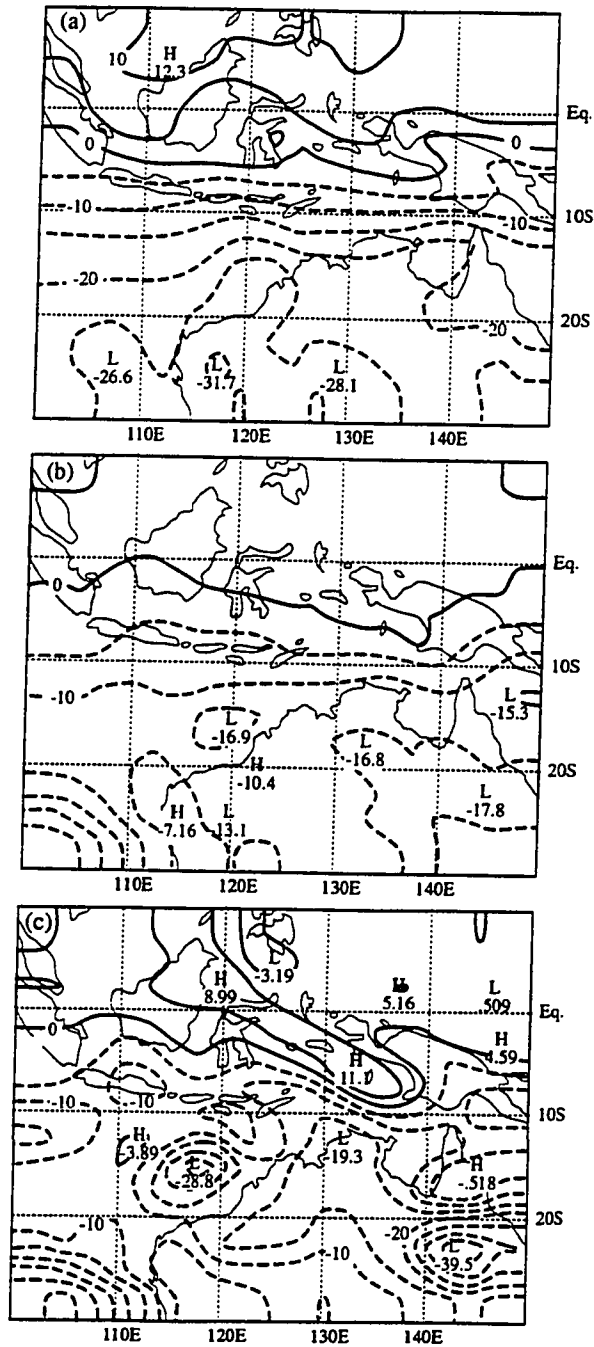 (a)
10
H
12.3
Eq.
0
0
-10
-10
10S
-20
-20
20S
L
-26.6
L
-31.7
L
-28.1
110E 120E 130E 140E
(b)
Eq.
0
10S
-10
L
-15.3
L
-16.9
L
-16.8
H
-10.4
20S
H
-7.16
L
-13.1
L
-17.8
110E 120E 130E 140E
(c)
L
-3.19
H
8.99
H
5.16
L
.509
Eq.
0
H
4.59
H
11.1
-10
-10
10S
H
-3.89
L
-19.3
L
-28.8
H
-.518
-10
20S
-20
-10
L
-39.5
110E 120E 130E 140E